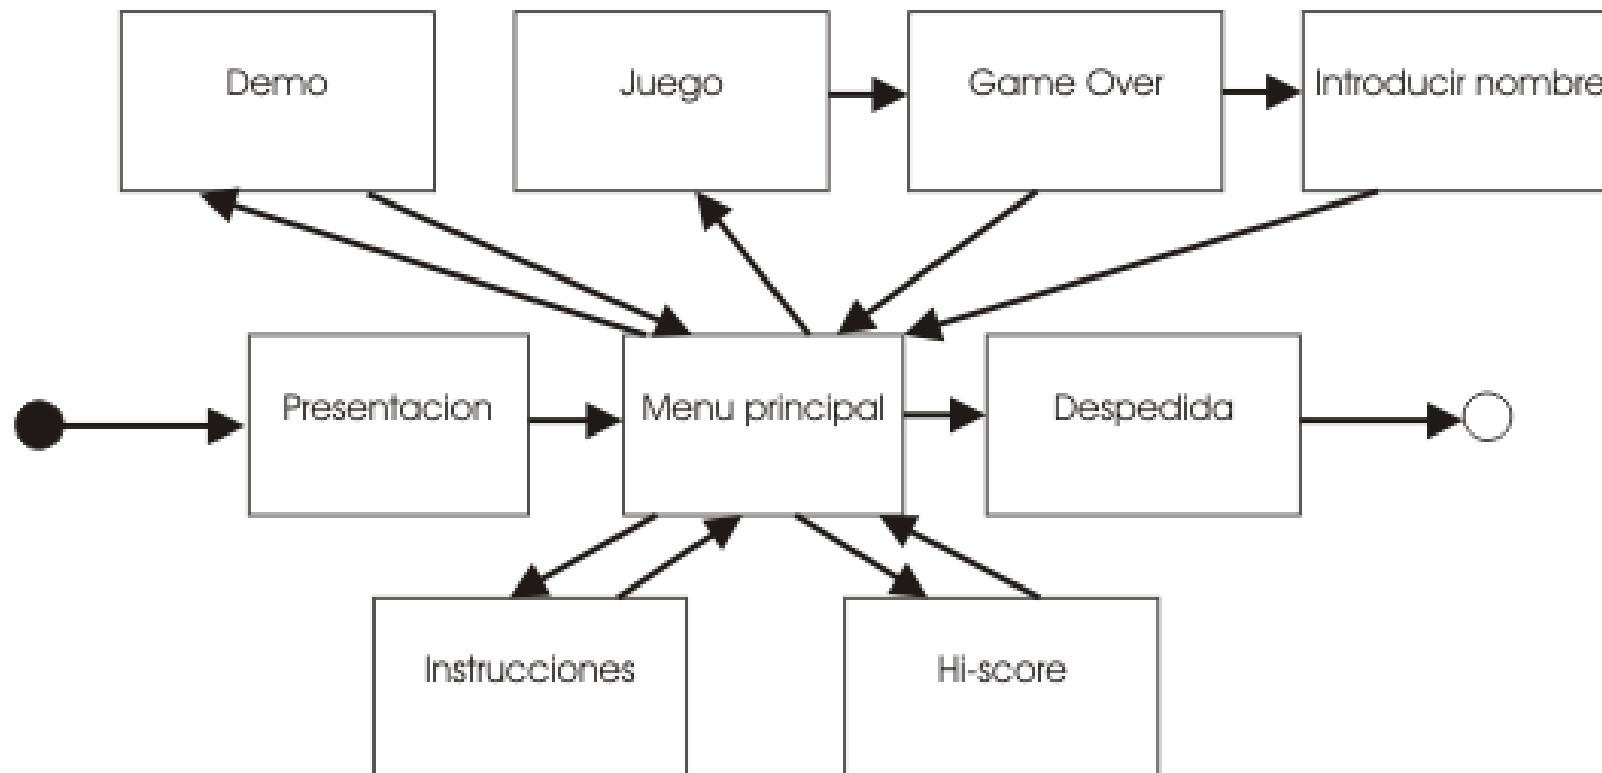 Demo
Juego
Game Over
Introducir nombre
Presentacion
Menu principal
Despedida
Instrucciones
Hi-score